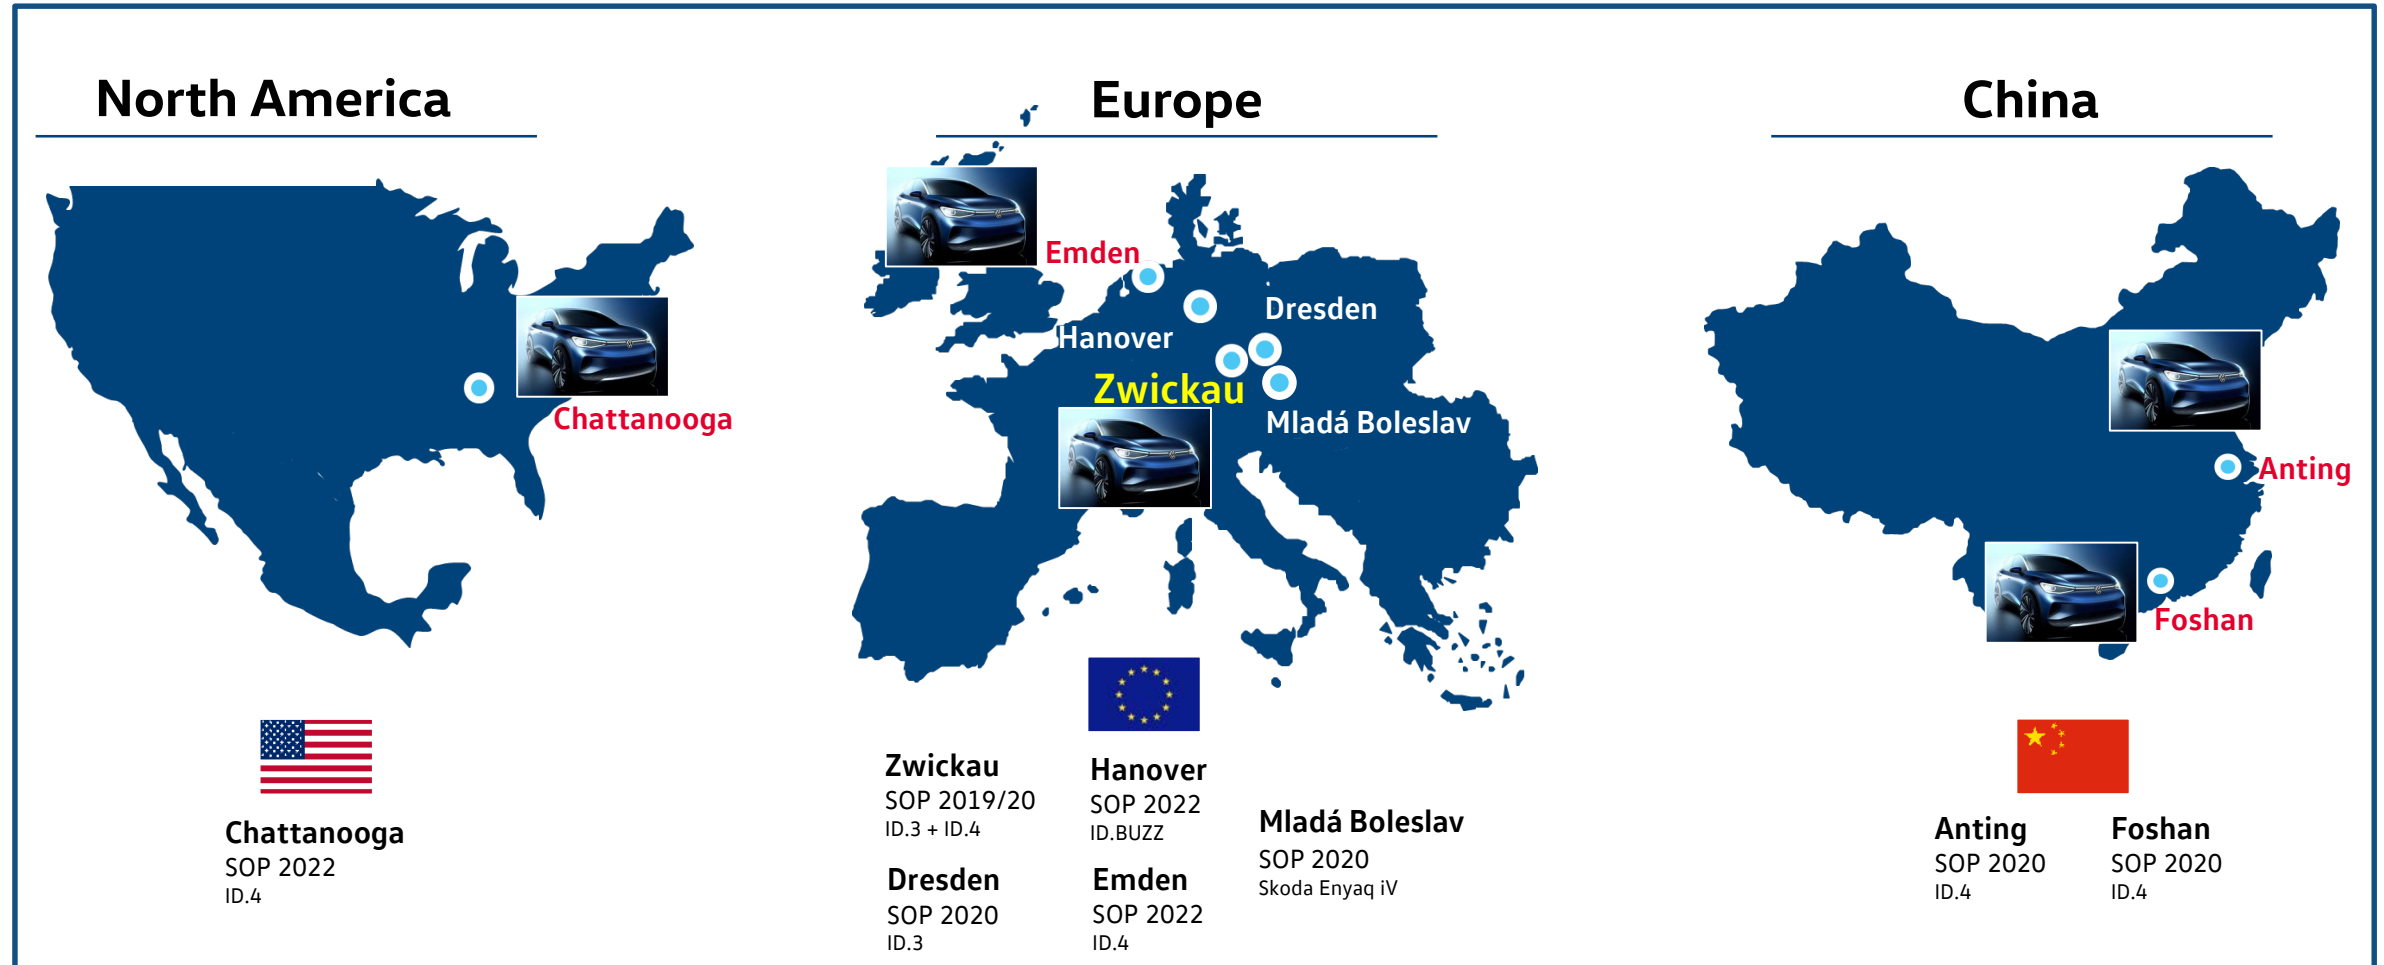 North America
Europe
China
Emden
Dresden
Hanover
Zwickau
Chattanooga
Mladá Boleslav
Anting
Foshan
Chattanooga
SOP 2022
ID.4
Zwickau
SOP 2019/20
ID.3 + ID.4
Dresden
SOP 2020
ID.3
Hanover
SOP 2022
ID.BUZZ
Emden
SOP 2022
ID.4
Mladá Boleslav
SOP 2020
Skoda Enyaq iV
Anting
SOP 2020
ID.4
Foshan
SOP 2020
ID.4